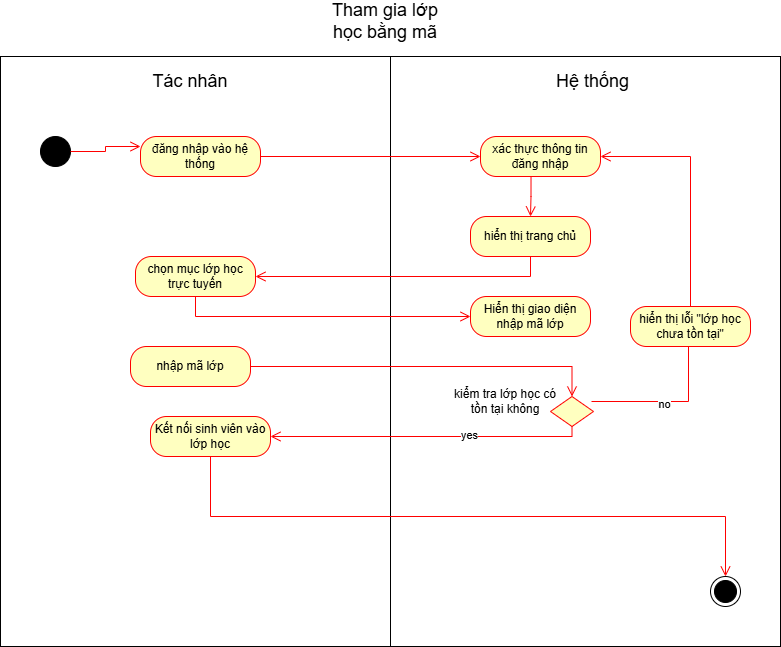 Tham gia lớp
học bằng mã
Tác nhân
Hệ thống
đăng nhập vào hệ
thống
xác thực thông tin
đăng nhập
hiển thị trang chủ
chọn mục lớp học
trực tuyến
Hiển thị giao diện
nhập mã lớp
hiển thị lỗi "lớp học
chưa tồn tại"
nhập mã lớp
kiểm tra lớp học có
tồn tại không
no
Kết nối sinh viên vào
lớp học
yes